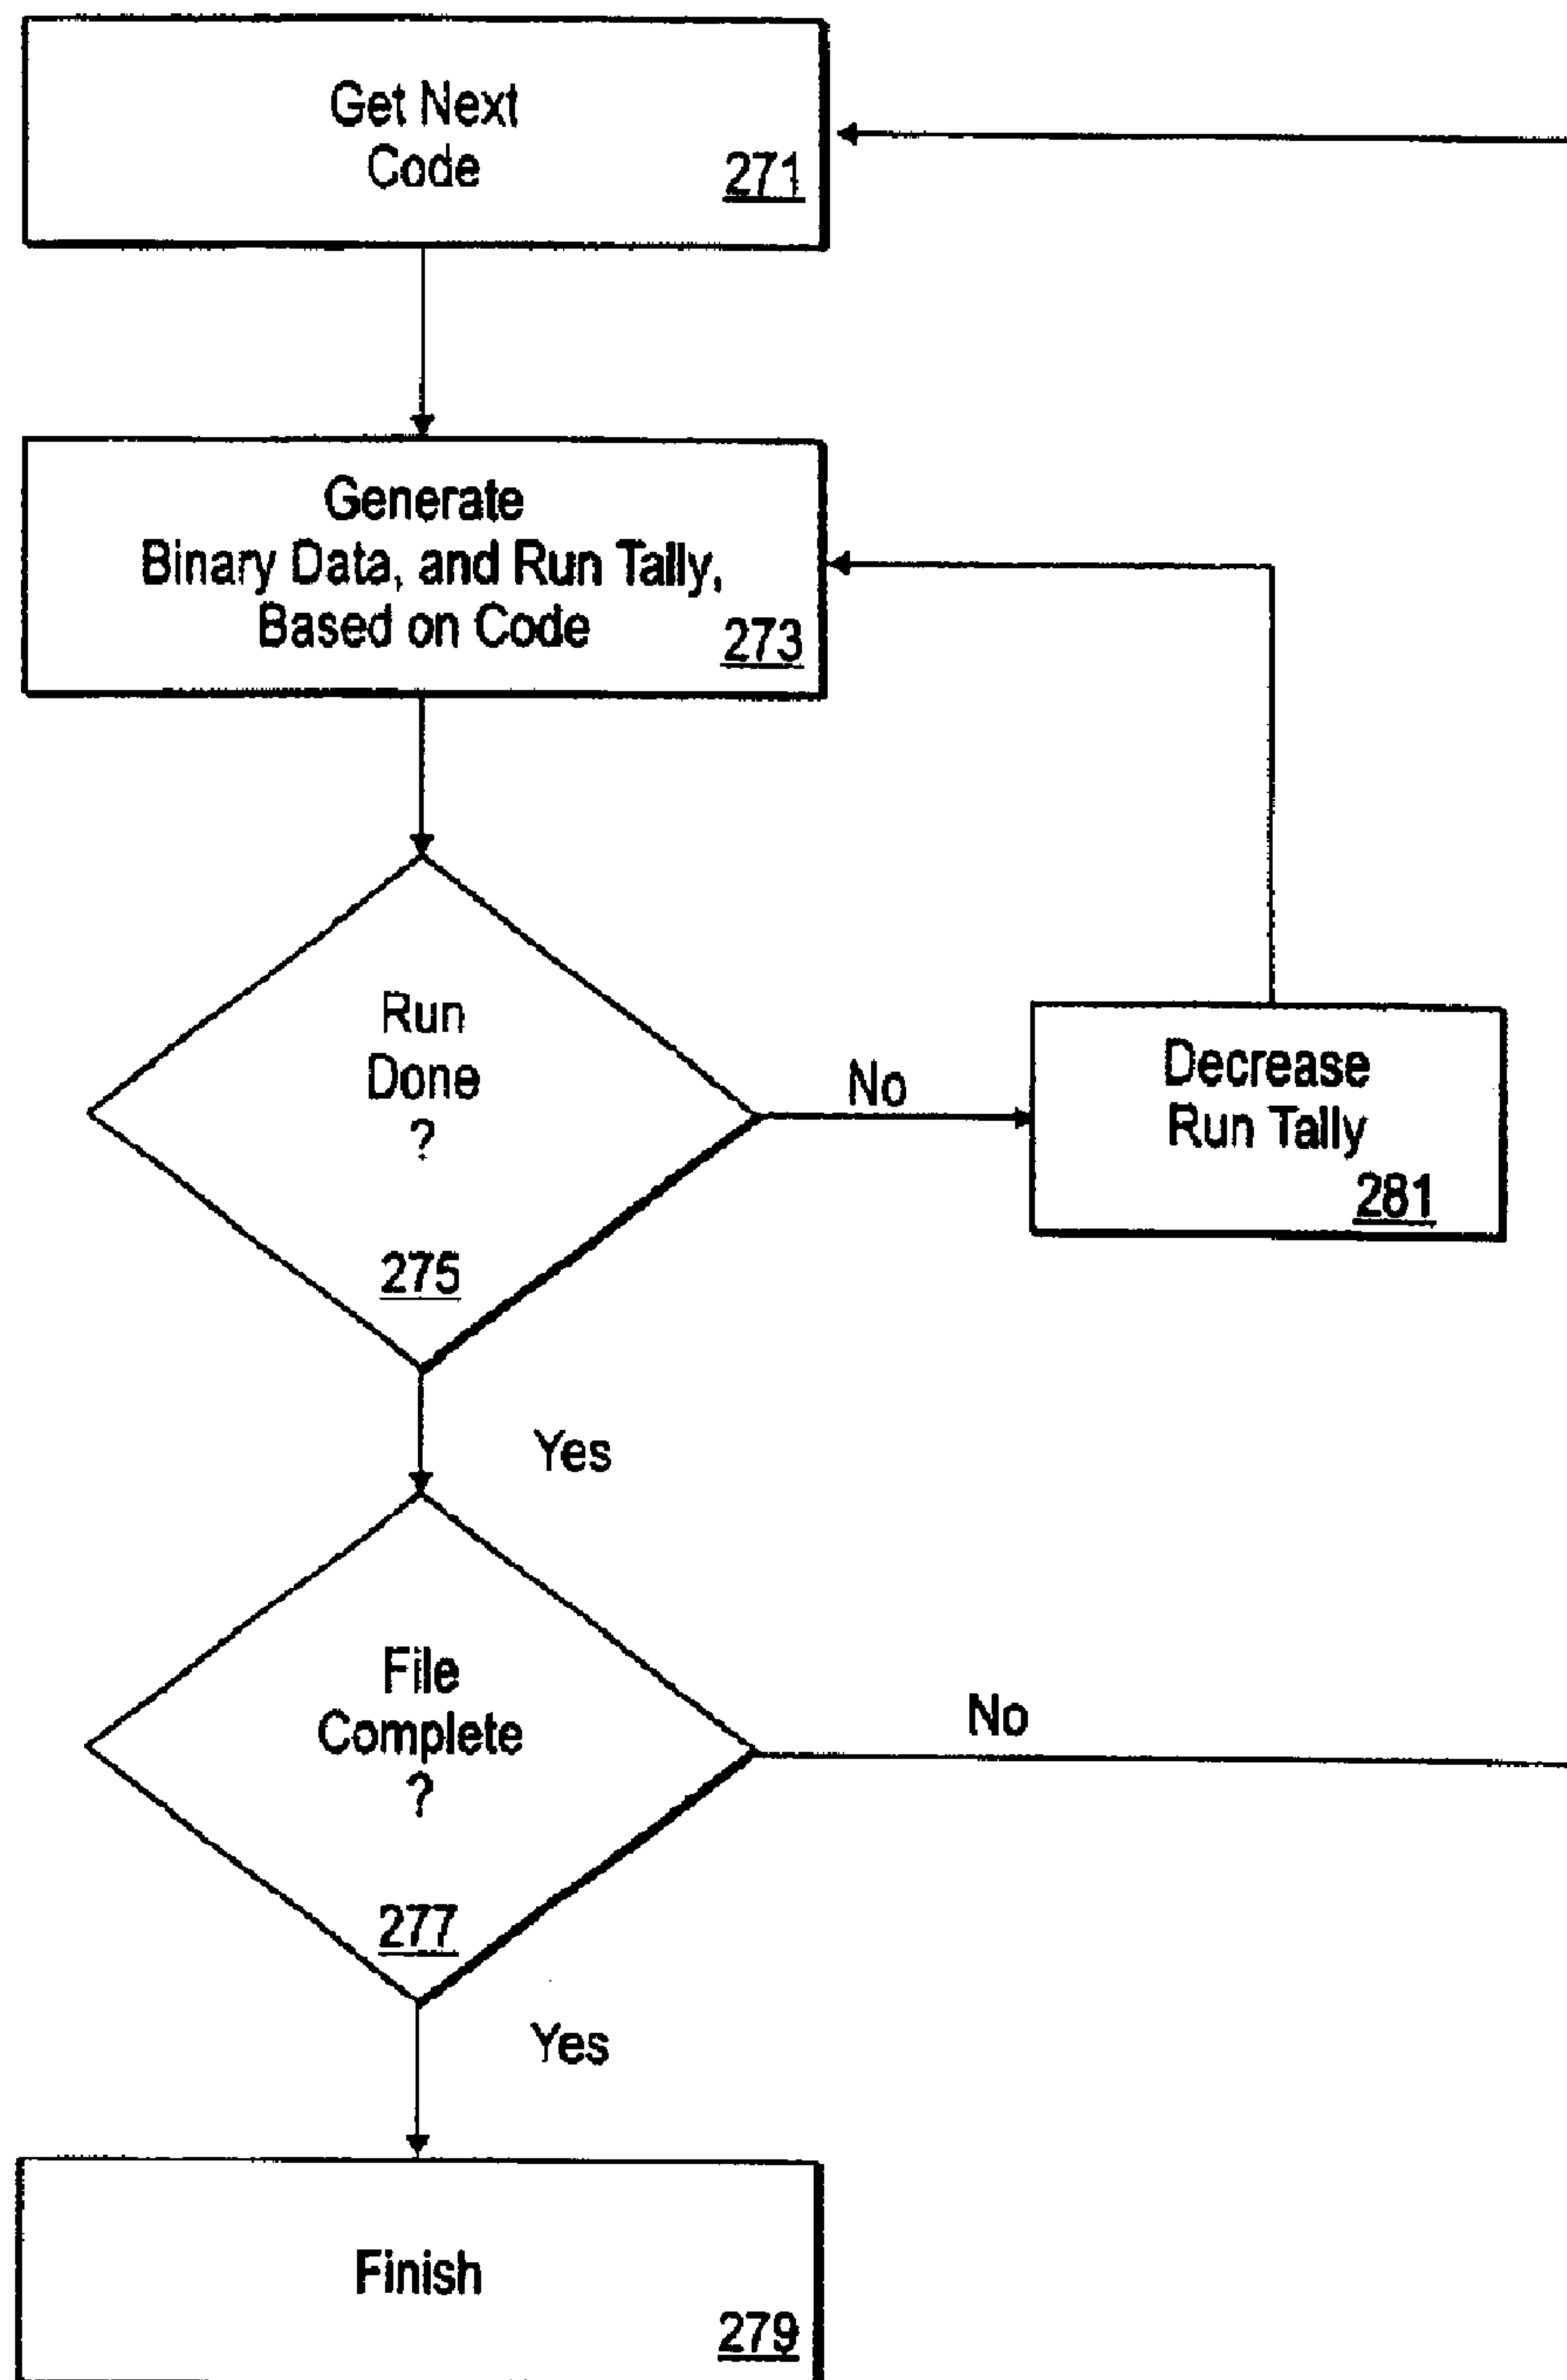 Get Next
Code
271
Generate
Binary Data, and Run Tally,
Based on Code
273
Run
Done
?
275
No
Decrease
Run Tally
281
Yes
File
Complete
?
277
No
Yes
Finish
279